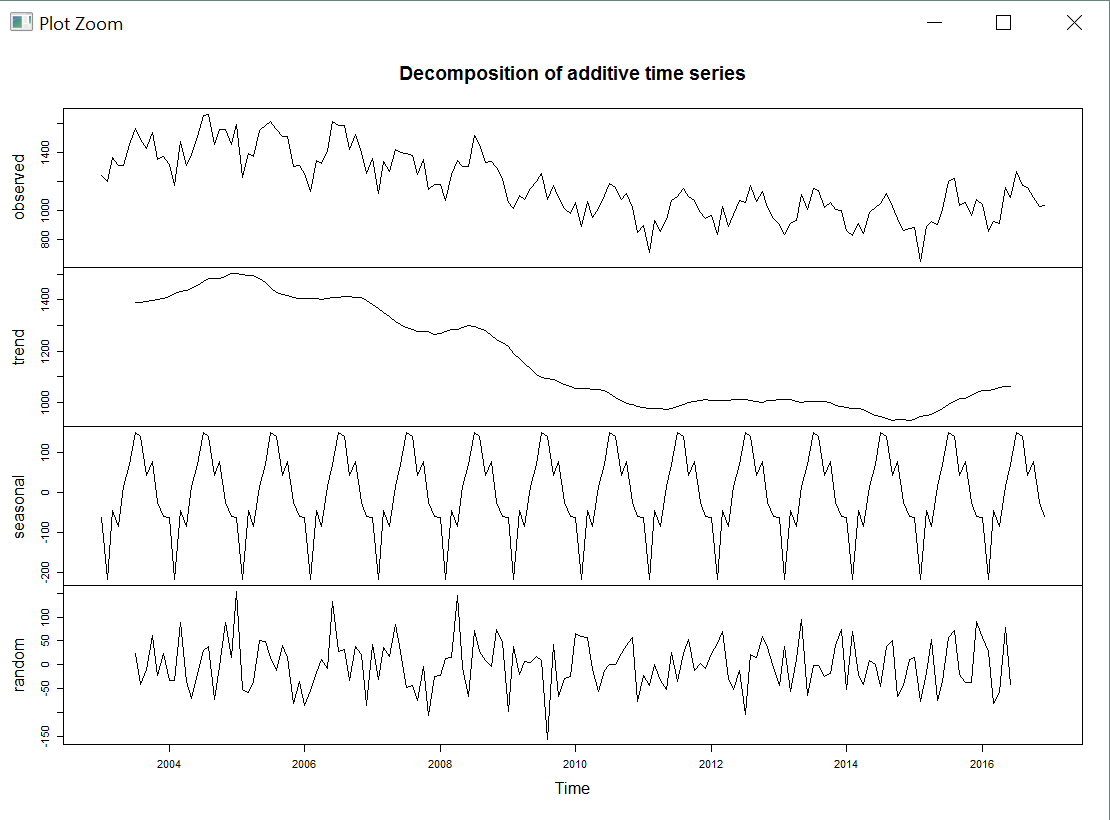 Plot Zoom
Decomposition of additive time series
observed
1400
1000
800
trend
1400
1200
1000
seasonal
100
0
-100
-200
random
100
50
0
-50
-150
2004 2006 2008 2010 2012 2014 2016
Time